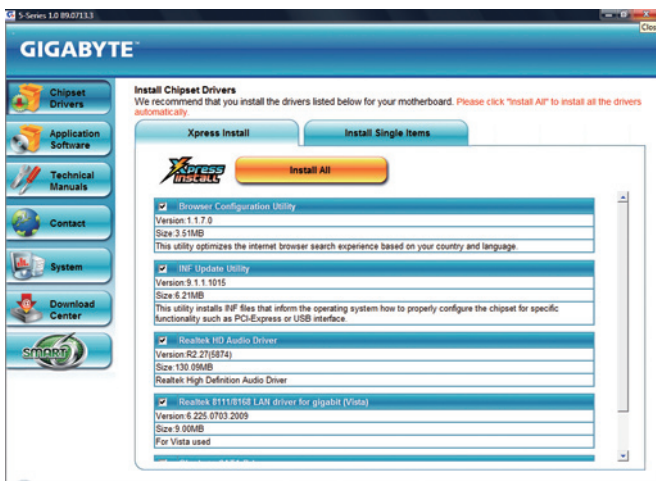 5-Series 1.0 B9.0713.3
Clos
GIGABYTE™
Chipset
Drivers
Application
Software
Technical
Manuals
Contact
System
Download
Center
SMART
Install Chipset Drivers
We recommend that you install the drivers listed below for your motherboard. Please click "Install All" to install all the drivers
automatically.
Xpress Install
Install Single Items
Xpress
INSTALL
Install All
Browser Configuration Utility
Version:1.1.7.0
Size:3.51MB
This utility optimizes the internet browser search experience based on your country and language.
INF Update Utility
Version:9.1.1.1015
Size:6.21MB
This utility installs INF files that inform the operating system how to properly configure the chipset for specific
functionality such as PCI-Express or USB interface.
Realtek HD Audio Driver
Version:R2.27(5874)
Size:130.09MB
Realtek High Definition Audio Driver
Realtek 8111/8168 LAN driver for gigabit (Vista)
Version:6.225.0703.2009
Size:9.00MB
For Vista used